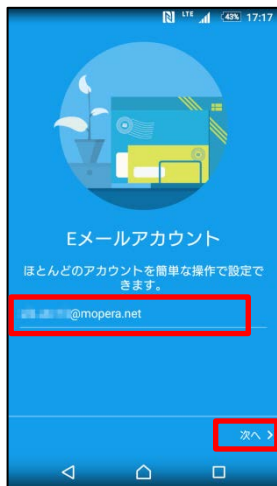 LTE 43% 17:17
Eメールアカウント
ほとんどのアカウントを簡単な操作で設定で
きます。
@mopera.net
次へ